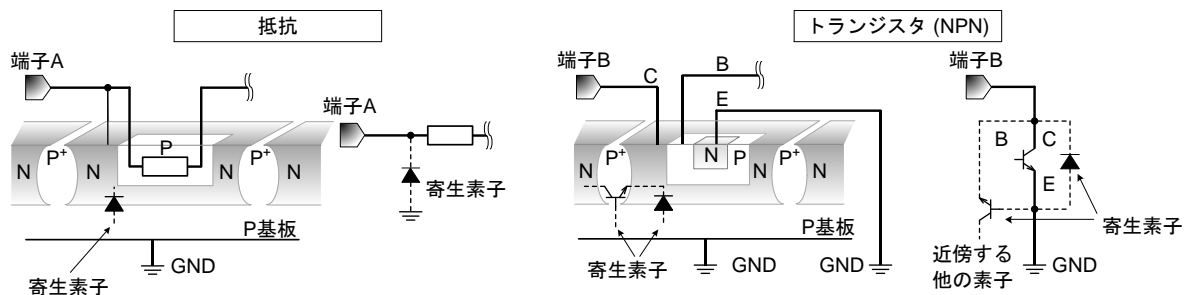 抵抗
端子A
N
P+
N
P
N
P+
N
P基板
GND
寄生素子
端子A
寄生素子
トランジスタ (NPN)
端子B
C
B
E
N
P+
N
N
P
N
P+
N
P基板
GND
GND
寄生素子
端子B
B
C
E
寄生素子
近傍する
他の素子
GND